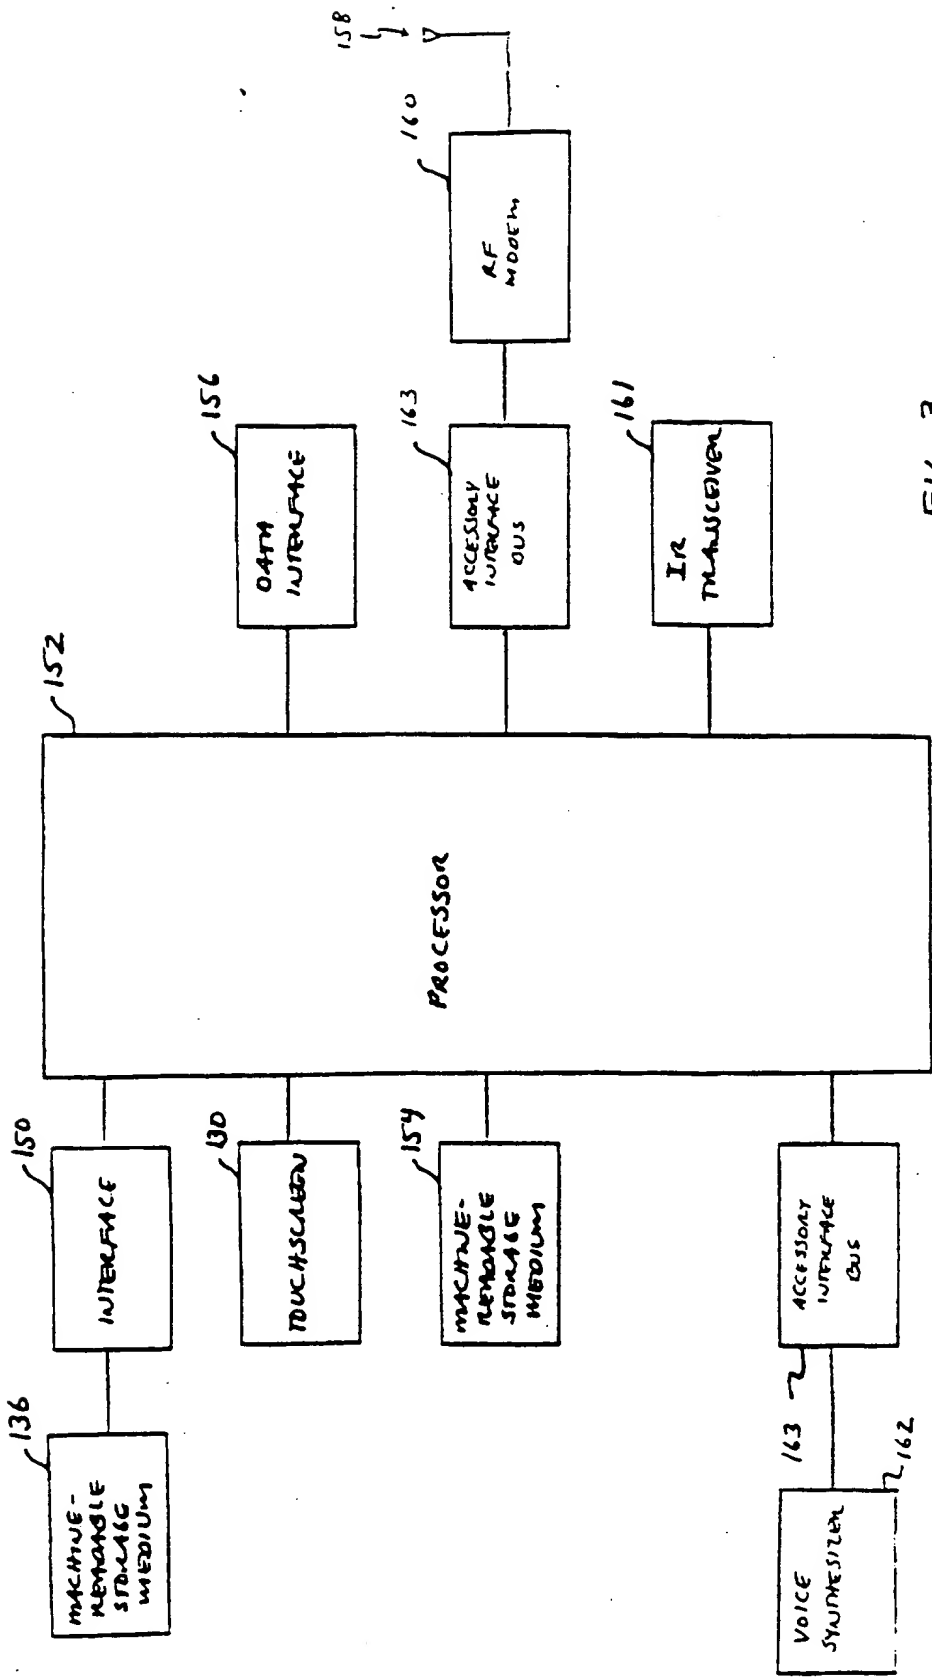 136
MACHINE-
READABLE
STORAGE
MEDIUM
150
INTERFACE
130
TOUCHSCREEN
154
MACHINE-
READABLE
STORAGE
MEDIUM
163
ACCESSORY
INTERFACE
BUS
162
VOICE
SYNTHESIZER
152
PROCESSOR
156
DATA
INTERFACE
163
ACCESSORY
INTERFACE
BUS
161
IR
TRANSCEIVER
160
RF
MODEM
158